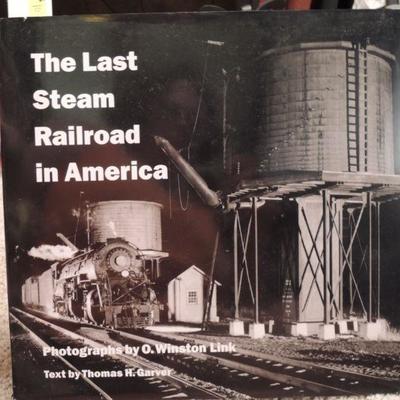 The Last
Steam
Railroad
in America
Photographs by O. Winston Link
Text by Thomas H. Garver